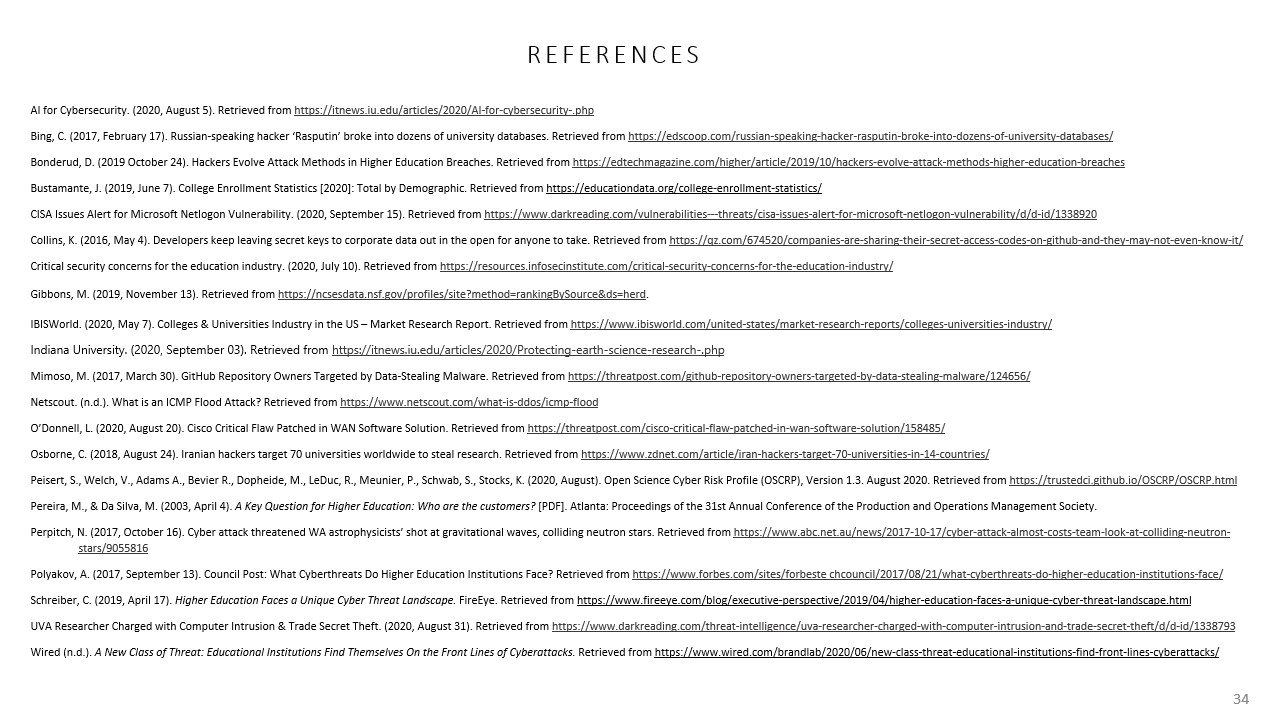 REFERENCES
AI for Cybersecurity. (2020, August 5). Retrieved from https://itnews.iu.edu/articles/2020/AI-for-cybersecurity-.php
Bing, C. (2017, February 17). Russian-speaking hacker ‘Rasputin’ broke into dozens of university databases. Retrieved from https://edscoop.com/russian-speaking-hacker-rasputin-broke-into-dozens-of-university-databases/
Bonderud, D. (2019 October 24). Hackers Evolve Attack Methods in Higher Education Breaches. Retrieved from https://edtechmagazine.com/higher/article/2019/10/hackers-evolve-attack-methods-higher-education-breaches
Bustamante, J. (2019, June 7). College Enrollment Statistics [2020]: Total by Demographic. Retrieved from https://educationdata.org/college-enrollment-statistics/
CISA Issues Alert for Microsoft Netlogon Vulnerability. (2020, September 15). Retrieved from https://www.darkreading.com/vulnerabilities---threats/cisa-issues-alert-for-microsoft-netlogon-vulnerability/d/d-id/1338920
Collins, K. (2016, May 4). Developers keep leaving secret keys to corporate data out in the open for anyone to take. Retrieved from https://qz.com/674520/companies-are-sharing-their-secret-access-codes-on-github-and-they-may-not-even-know-it/
Critical security concerns for the education industry. (2020, July 10). Retrieved from https://resources.infosecinstitute.com/critical-security-concerns-for-the-education-industry/
Gibbons, M. (2019, November 13). Retrieved from https://ncsesdata.nsf.gov/profiles/site?method=rankingBySource&ds=herd.
IBISWorld. (2020, May 7). Colleges & Universities Industry in the US – Market Research Report. Retrieved from https://www.ibisworld.com/united-states/market-research-reports/colleges-universities-industry/
Indiana University. (2020, September 03). Retrieved from https://itnews.iu.edu/articles/2020/Protecting-earth-science-research-.php
Mimoso, M. (2017, March 30). GitHub Repository Owners Targeted by Data-Stealing Malware. Retrieved from https://threatpost.com/github-repository-owners-targeted-by-data-stealing-malware/124656/
Netscout. (n.d.). What is an ICMP Flood Attack? Retrieved from https://www.netscout.com/what-is-ddos/icmp-flood
O’Donnell, L. (2020, August 20). Cisco Critical Flaw Patched in WAN Software Solution. Retrieved from https://threatpost.com/cisco-critical-flaw-patched-in-wan-software-solution/158485/
Osborne, C. (2018, August 24). Iranian hackers target 70 universities worldwide to steal research. Retrieved from https://www.zdnet.com/article/iran-hackers-target-70-universities-in-14-countries/
Peisert, S., Welch, V., Adams A., Bevier R., Dopheide, M., LeDuc, R., Meunier, P., Schwab, S., Stocks, K. (2020, August). Open Science Cyber Risk Profile (OSCRP), Version 1.3. August 2020. Retrieved from https://trustedci.github.io/OSCRP/OSCRP.html
Pereira, M., & Da Silva, M. (2003, April 4). A Key Question for Higher Education: Who are the customers? [PDF]. Atlanta: Proceedings of the 31st Annual Conference of the Production and Operations Management Society.
Perpitch, N. (2017, October 16). Cyber attack threatened WA astrophysicists’ shot at gravitational waves, colliding neutron stars. Retrieved from https://www.abc.net.au/news/2017-10-17/cyber-attack-almost-costs-team-look-at-colliding-neutron-
stars/9055816
Polyakov, A. (2017, September 13). Council Post: What Cyberthreats Do Higher Education Institutions Face? Retrieved from https://www.forbes.com/sites/forbeste chcouncil/2017/08/21/what-cyberthreats-do-higher-education-institutions-face/
Schreiber, C. (2019, April 17). Higher Education Faces a Unique Cyber Threat Landscape. FireEye. Retrieved from https://www.fireeye.com/blog/executive-perspective/2019/04/higher-education-faces-a-unique-cyber-threat-landscape.html
UVA Researcher Charged with Computer Intrusion & Trade Secret Theft. (2020, August 31). Retrieved from https://www.darkreading.com/threat-intelligence/uva-researcher-charged-with-computer-intrusion-and-trade-secret-theft/d/d-id/1338793
Wired (n.d.). A New Class of Threat: Educational Institutions Find Themselves On the Front Lines of Cyberattacks. Retrieved from https://www.wired.com/brandlab/2020/06/new-class-threat-educational-institutions-find-front-lines-cyberattacks/
34